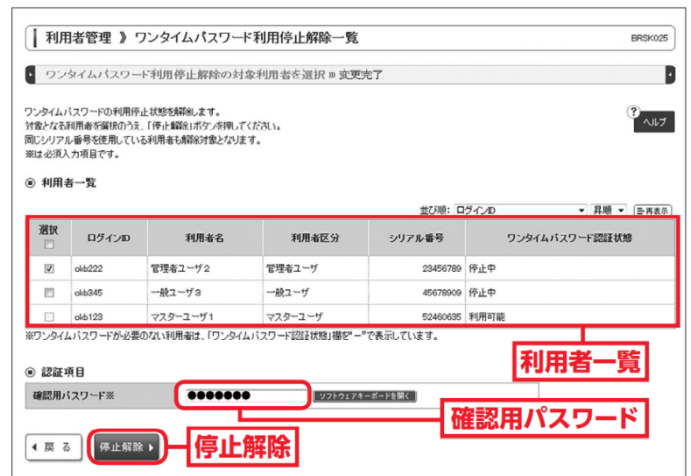 利用者管理 》 ワンタイムパスワード利用停止解除一覧
BRSK025
ワンタイムパスワード利用停止解除の対象利用者を選択 » 変更完了
ワンタイムパスワードの利用停止状態を解除します。
対象となる利用者を選択のうえ、「停止解除」ボタンを押してください。
同じシリアル番号を使用している利用者も解除対象となります。
※は必須入力項目です。
? ヘルプ
利用者一覧
並び順: ログインID 昇順 再表示
選択 ログインID 利用者名 利用者区分 シリアル番号 ワンタイムパスワード認証状態
okb222 管理者ユーザ2 管理者ユーザ 23456789 停止中
okb345 一般ユーザ3 一般ユーザ 45678909 停止中
okb123 マスターユーザ1 マスターユーザ 52460635 利用可能
※ワンタイムパスワードが必要のない利用者は、「ワンタイムパスワード認証状態」欄を"-"で表示しています。
利用者一覧
認証項目
確認用パスワード※ ●●●●●●● ソフトウェアキーボードを開く
確認用パスワード
戻る 停止解除
停止解除